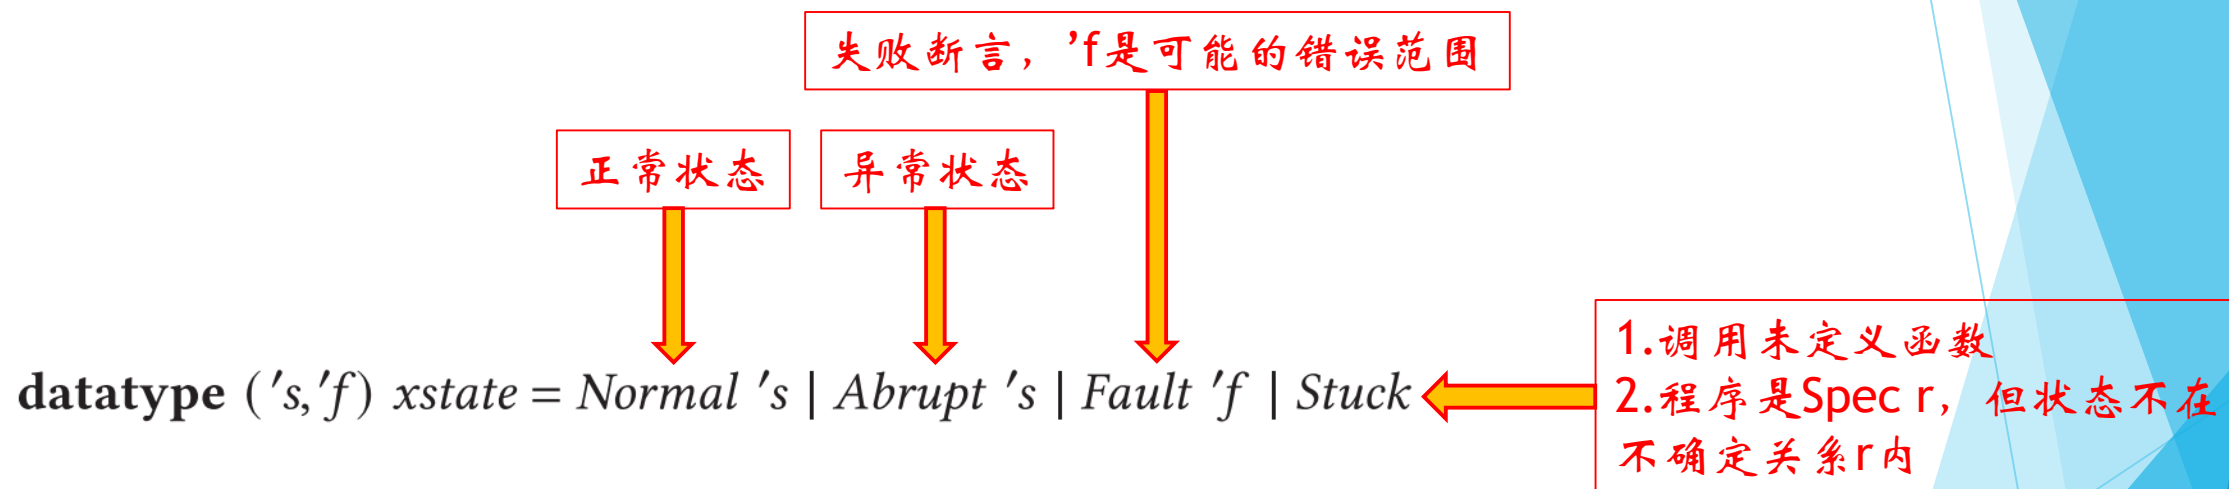 失败断言，’f是可能的错误范围
正常状态
异常状态
datatype (′s,′f) xstate = Normal ′s | Abrupt ′s | Fault ′f | Stuck
1.调用未定义函数
2.程序是Spec r，但状态不在
不确定关系r内